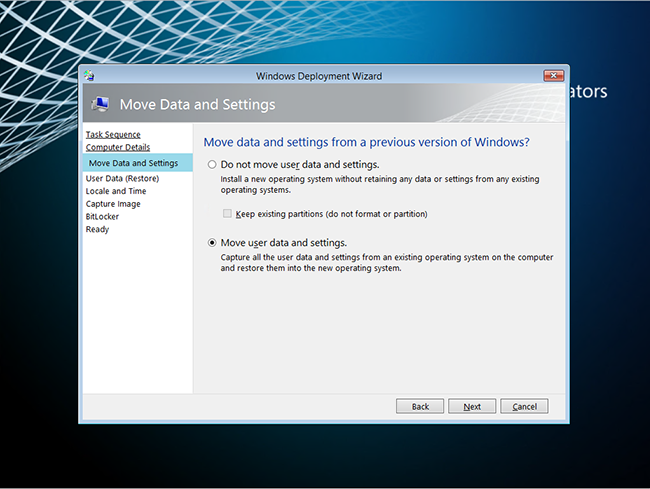 Windows Deployment Wizard
ators
Move Data and Settings
Task Sequence
Computer Details
Move Data and Settings
User Data (Restore)
Locale and Time
Capture Image
BitLocker
Ready
Move data and settings from a previous version of Windows?
Do not move user data and settings.
Install a new operating system without retaining any data or settings from any existing
operating systems.
Keep existing partitions (do not format or partition)
Move user data and settings.
Capture all the user data and settings from an existing operating system on the computer
and restore them into the new operating system.
Back
Next
Cancel